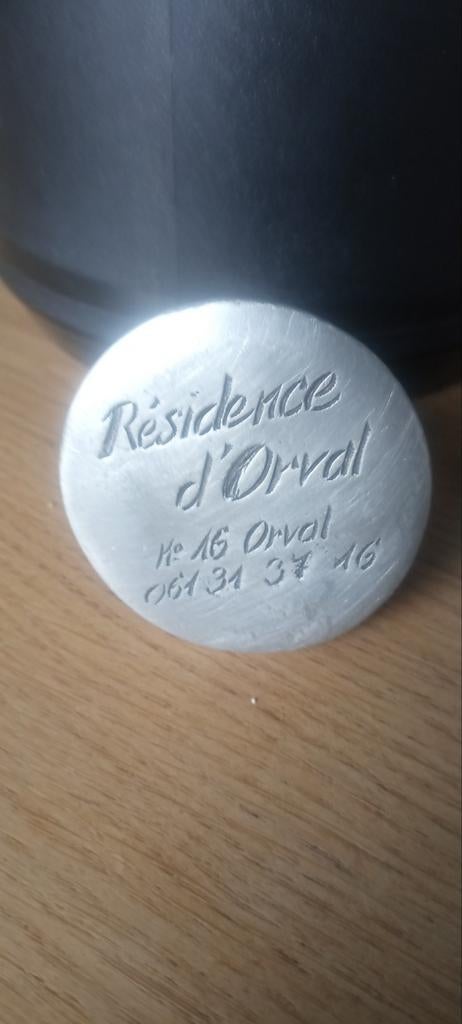 Résidence
d'Orval
N° 16 Orval
061 31 37 16